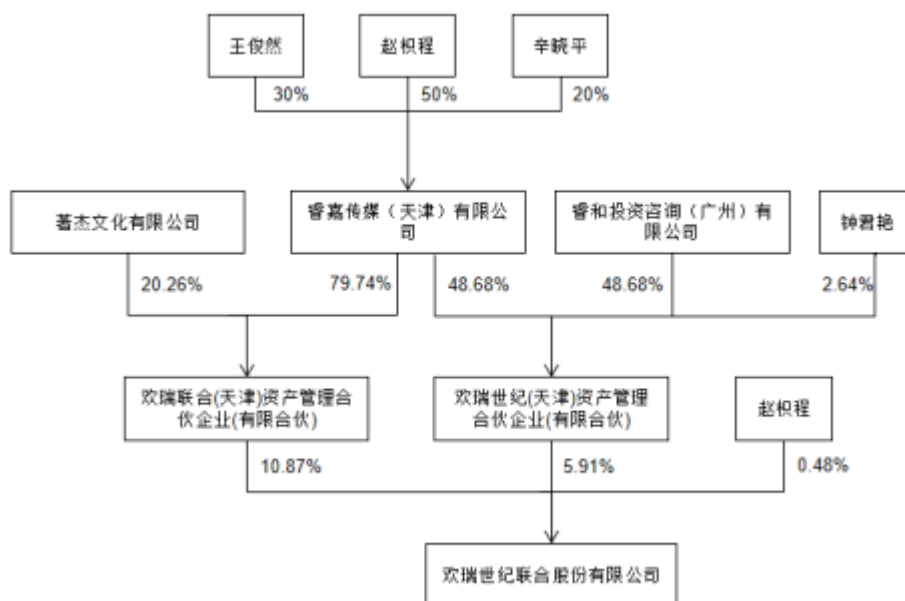 王俊然
赵枳程
辛晓平
30%
50%
20%
著杰文化有限公司
睿嘉传媒（天津）有限公
司
睿和投资咨询（广州）有
限公司
钟君艳
20.26%
79.74%
48.68%
48.68%
2.64%
欢瑞联合(天津)资产管理合
伙企业(有限合伙)
欢瑞世纪(天津)资产管理
合伙企业(有限合伙)
赵枳程
10.87%
5.91%
0.48%
欢瑞世纪联合股份有限公司